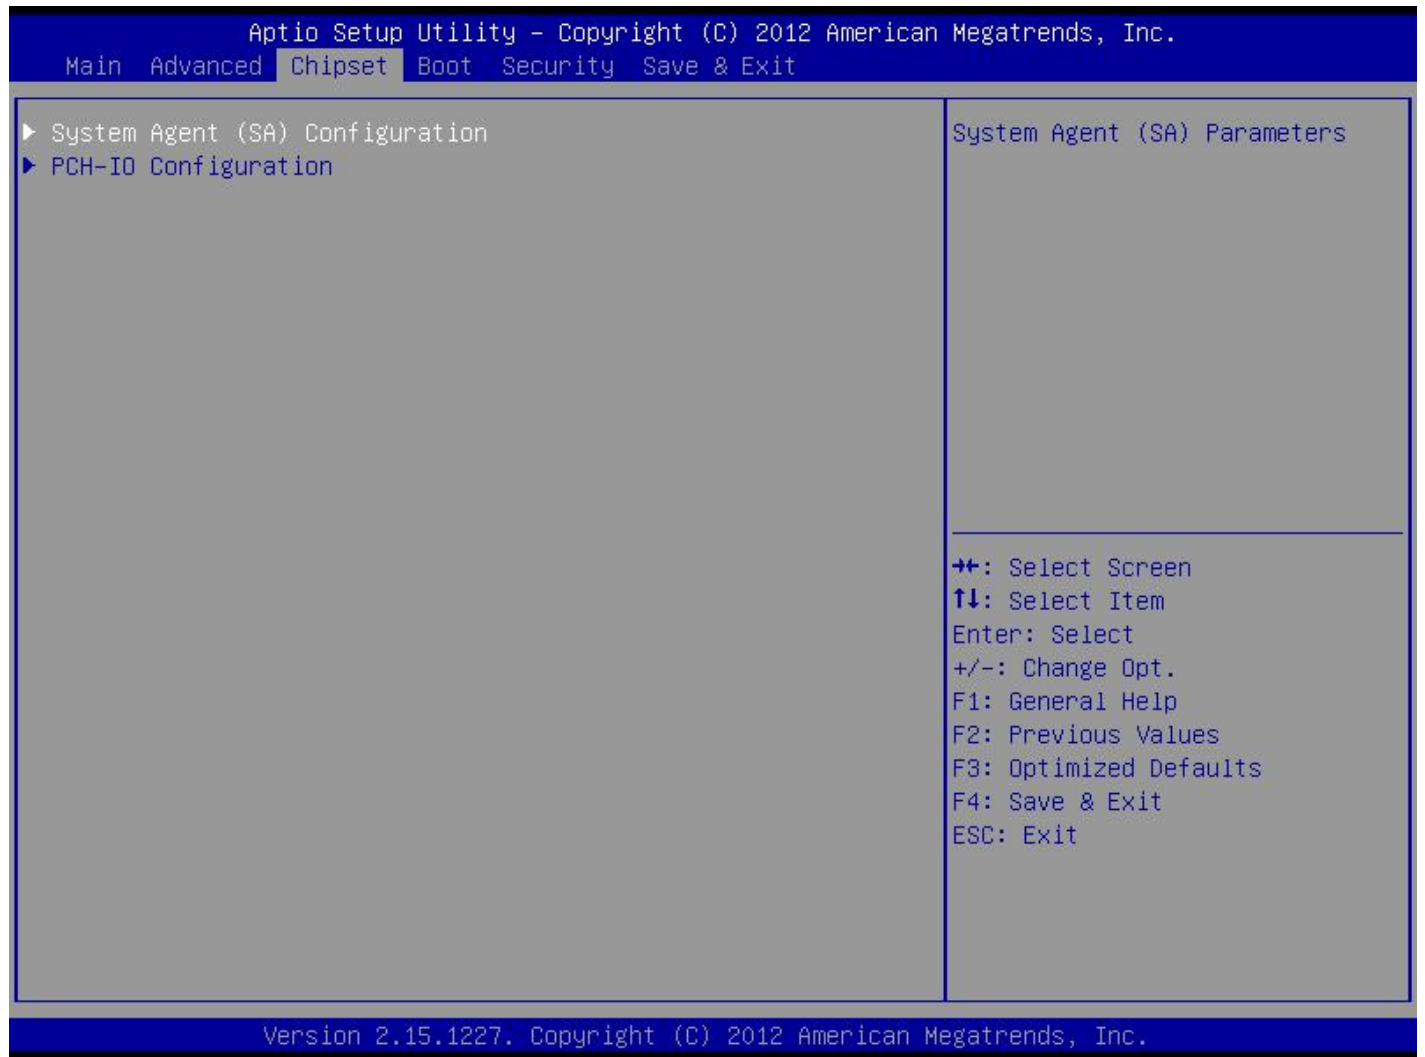 Aptio Setup Utility – Copyright (C) 2012 American Megatrends, Inc.
Main Advanced Chipset Boot Security Save & Exit
► System Agent (SA) Configuration
► PCH-IO Configuration
System Agent (SA) Parameters
→←: Select Screen
↑↓: Select Item
Enter: Select
+/-: Change Opt.
F1: General Help
F2: Previous Values
F3: Optimized Defaults
F4: Save & Exit
ESC: Exit
Version 2.15.1227. Copyright (C) 2012 American Megatrends, Inc.